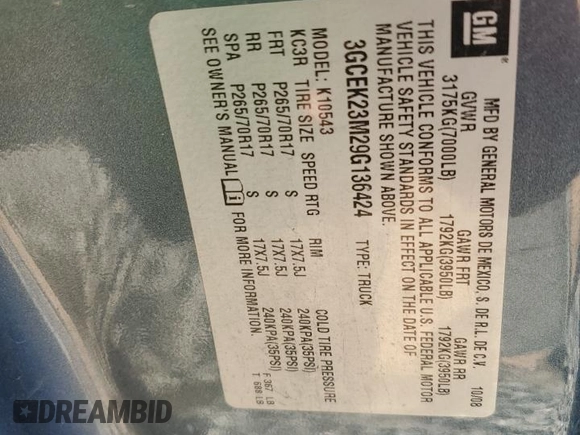 GM
MFD BY GENERAL MOTORS DE MEXICO, S. DE R.L. DE C.V. 10/08
GVWR GAWR FRT GAWR RR
3175KG(7000LB) 1792KG(3950LB) 1792KG(3950LB)
THIS VEHICLE CONFORMS TO ALL APPLICABLE U.S. FEDERAL MOTOR
VEHICLE SAFETY STANDARDS IN EFFECT ON THE DATE OF
MANUFACTURE SHOWN ABOVE.
3GCEK23M29G136424 TYPE: TRUCK
MODEL: K10543
KC3R TIRE SIZE SPEED RTG RIM COLD TIRE PRESSURE
FRT P265/70R17 S 17X7.5J 240KPA(35PSI)
RR P265/70R17 S 17X7.5J 240KPA(35PSI)
SPA P265/70R17 S 17X7.5J 240KPA(35PSI)
SEE OWNER'S MANUAL FOR MORE INFORMATION.
F: 367 LB
T: 688 LB
DREAMBID